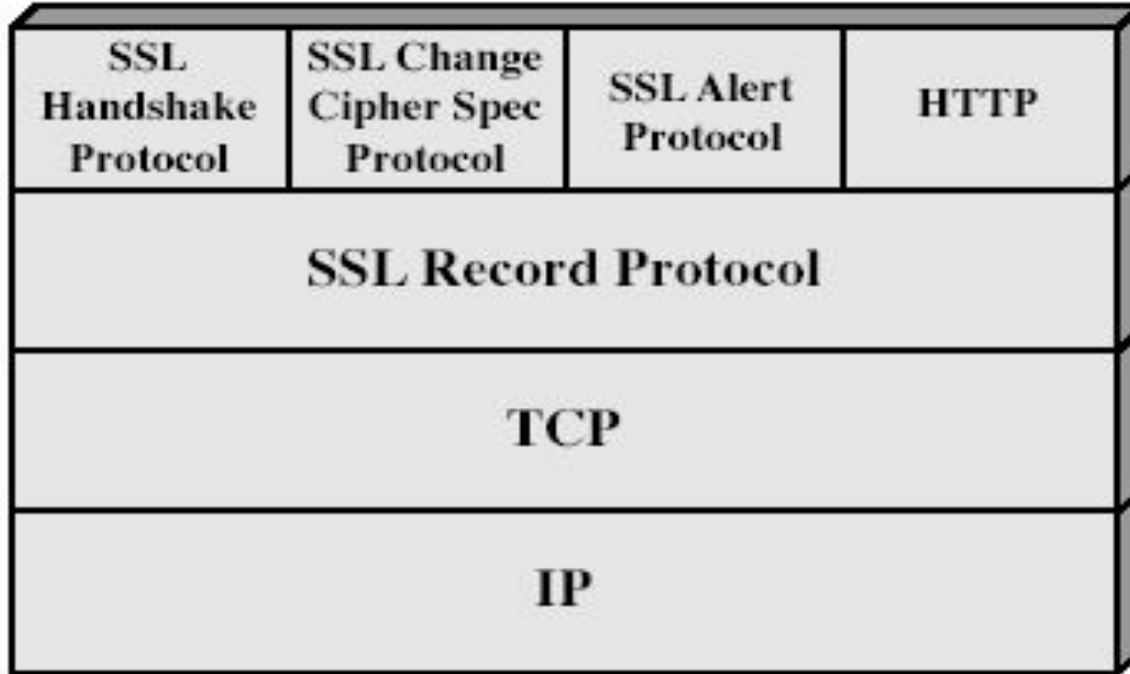 SSL
Handshake
Protocol
SSL Change
Cipher Spec
Protocol
SSL Alert
Protocol
HTTP
SSL Record Protocol
TCP
IP